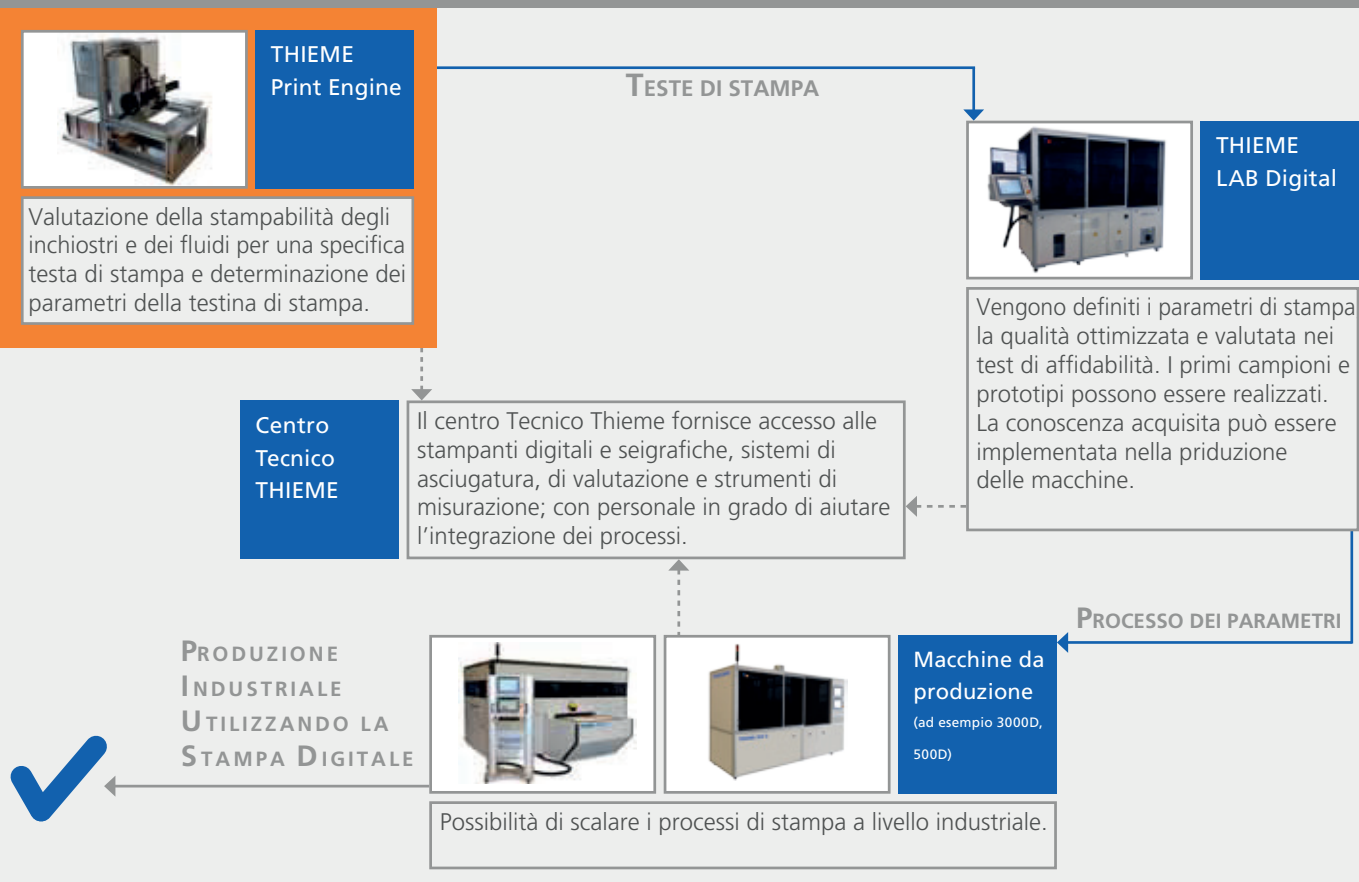 THIEME
Print Engine
Valutazione della stampabilità degli
inchiostri e dei fluidi per una specifica
testa di stampa e determinazione dei
parametri della testina di stampa.
TESTE DI STAMPA
THIEME
LAB Digital
Vengono definiti i parametri di stampa
la qualità ottimizzata e valutata nei
test di affidabilità. I primi campioni e
prototipi possono essere realizzati.
La conoscenza acquisita può essere
implementata nella priduzione
delle macchine.
Centro
Tecnico
THIEME
Il centro Tecnico Thieme fornisce accesso alle
stampanti digitali e seigrafiche, sistemi di
asciugatura, di valutazione e strumenti di
misurazione; con personale in grado di aiutare
l'integrazione dei processi.
PROCESSO DEI PARAMETRI
Macchine da
produzione
(ad esempio 3000D,
500D)
Possibilità di scalare i processi di stampa a livello industriale.
PRODUZIONE
INDUSTRIALE
UTILIZZANDO LA
STAMPA DIGITALE